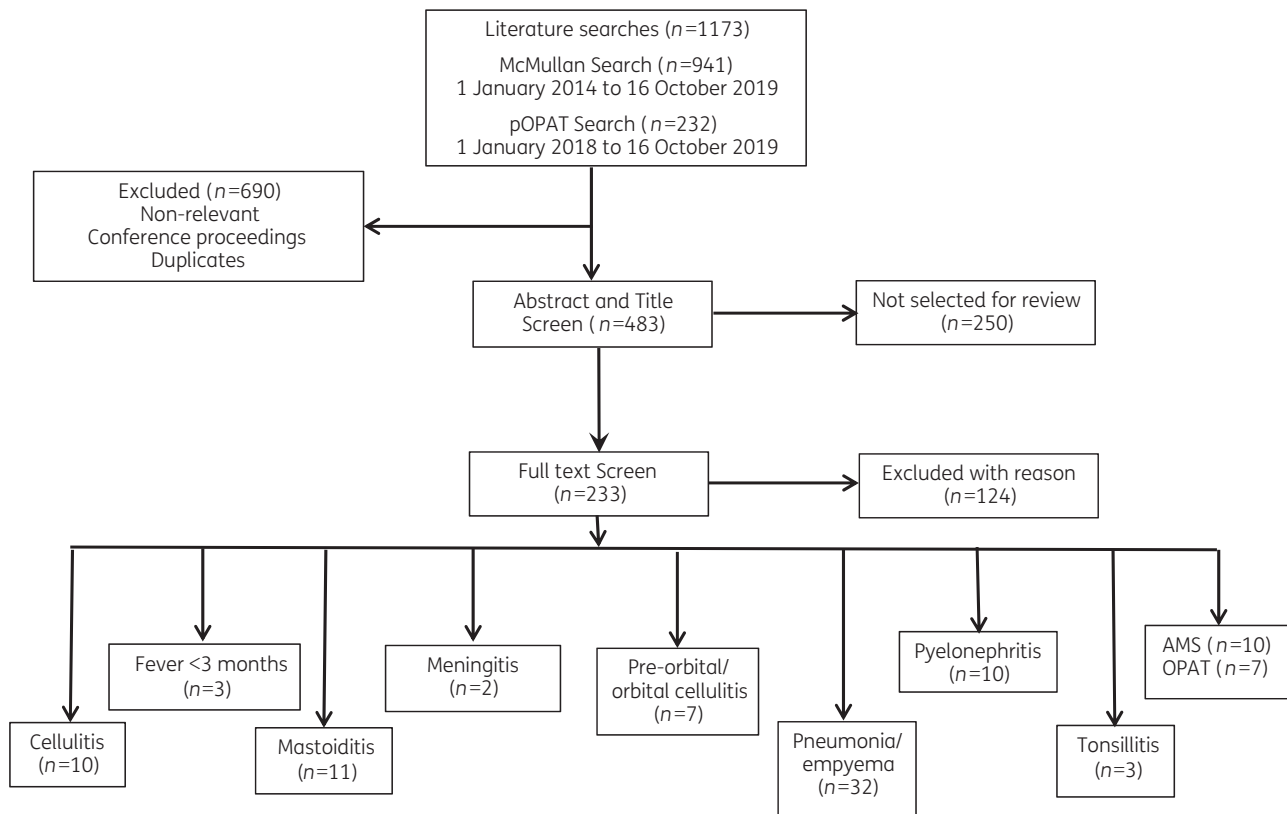 Literature searches (n=1173)
McMullan Search (n=941)
1 January 2014 to 16 October 2019
pOPAT Search (n=232)
1 January 2018 to 16 October 2019
Excluded (n=690)
Non-relevant
Conference proceedings
Duplicates
Abstract and Title
Screen (n=483)
Not selected for review
(n=250)
Full text Screen
(n=233)
Excluded with reason
(n=124)
Cellulitis
(n=10)
Fever <3 months
(n=3)
Mastoiditis
(n=11)
Meningitis
(n=2)
Pre-orbital/
orbital cellulitis
(n=7)
Pneumonia/
empyema
(n=32)
Pyelonephritis
(n=10)
Tonsillitis
(n=3)
AMS (n=10)
OPAT (n=7)